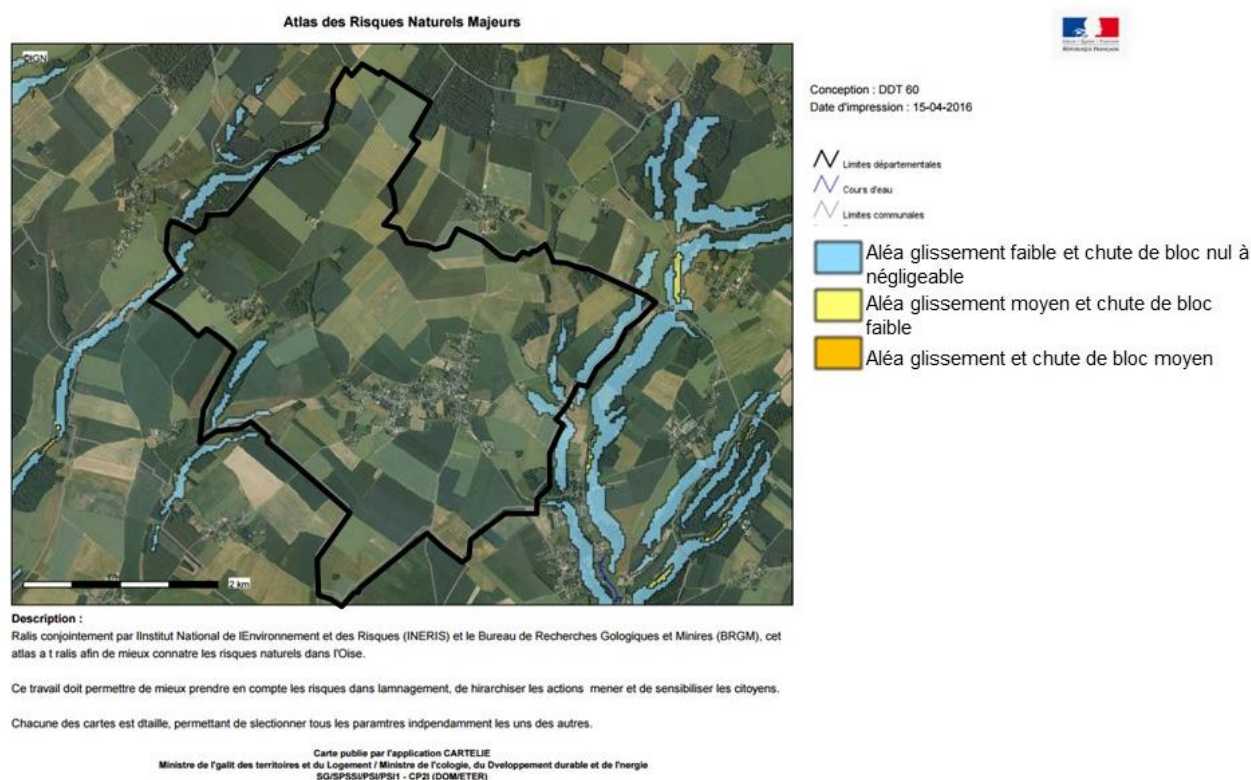 Atlas des Risques Naturels Majeurs
©IGN
2 km
RÉPUBLIQUE FRANÇAISE
Conception : DDT 60
Date d'impression : 15-04-2016
Limites départementales
Cours d'eau
Limites communales
Aléa glissement faible et chute de bloc nul à
négligeable
Aléa glissement moyen et chute de bloc
faible
Aléa glissement et chute de bloc moyen
Description :
Ralis conjointement par lInstitut National de lEnvironnement et des Risques (INERIS) et le Bureau de Recherches Gologiques et Minires (BRGM), cet
atlas a t ralis afin de mieux connatre les risques naturels dans l'Oise.
Ce travail doit permettre de mieux prendre en compte les risques dans lamnagement, de hirarchiser les actions mener et de sensibiliser les citoyens.
Chacune des cartes est dtaille, permettant de slectionner tous les paramtres indpendamment les uns des autres.
Carte publie par l'application CARTELIE
Ministre de l'galit des territoires et du Logement / Ministre de l'cologie, du Dveloppement durable et de l'nergie
SG/SPSSI/PSI/PSI1 - CP2I (DOM/ETER)